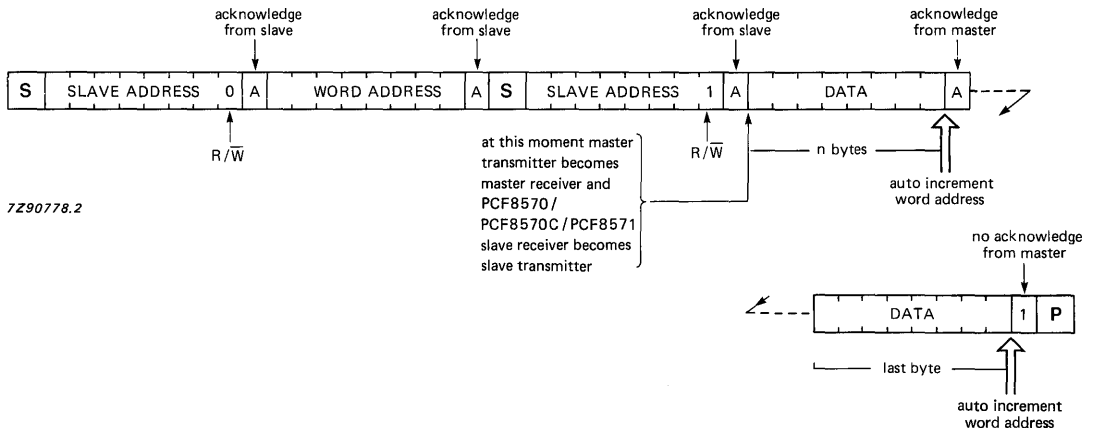 acknowledge
from slave
acknowledge
from slave
acknowledge
from slave
acknowledge
from master
S SLAVE ADDRESS 0 A WORD ADDRESS A S SLAVE ADDRESS 1 A DATA A
R/W̅
R/W̅
at this moment master
transmitter becomes
master receiver and
PCF8570/
PCF8570C/PCF8571
slave receiver becomes
slave transmitter
n bytes
auto increment
word address
7Z90778.2
no acknowledge
from master
DATA 1 P
last byte
auto increment
word address